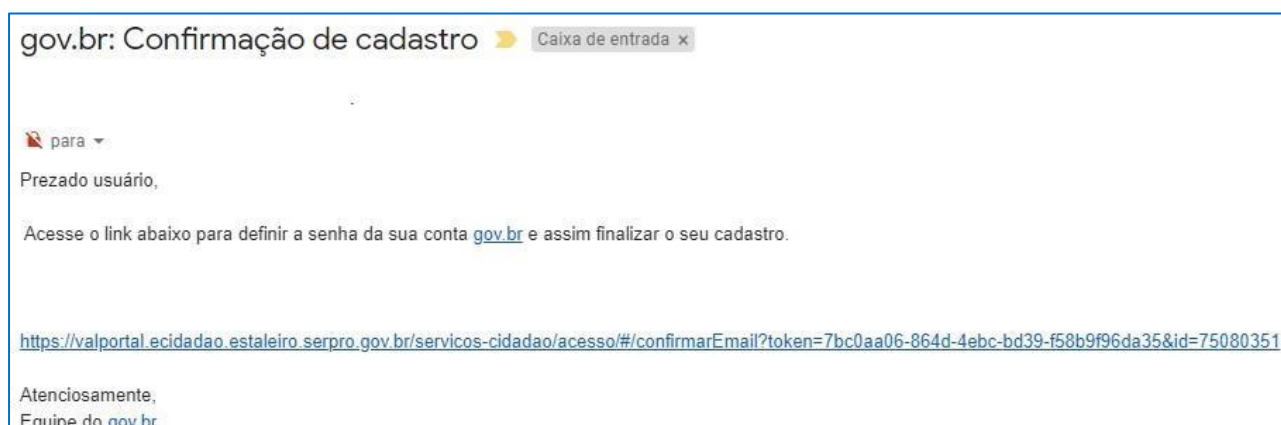 gov.br: Confirmação de cadastro Caixa de entrada x
para
Prezado usuário,
Acesse o link abaixo para definir a senha da sua conta gov.br e assim finalizar o seu cadastro.
https://valportal.ecidadao.estaleiro.serpro.gov.br/servicos-cidadao/acesso/#/confirmarEmail?token=7bc0aa06-864d-4ebc-bd39-f58b9f96da35&id=75080351
Atenciosamente,
Equipe do gov.br